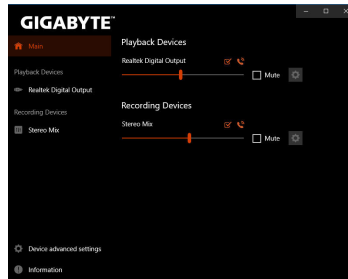 GIGABYTE™
Main
Playback Devices
Realtek Digital Output
Recording Devices
Stereo Mix
Device advanced settings
Information
Playback Devices
Realtek Digital Output
Mute
Recording Devices
Stereo Mix
Mute